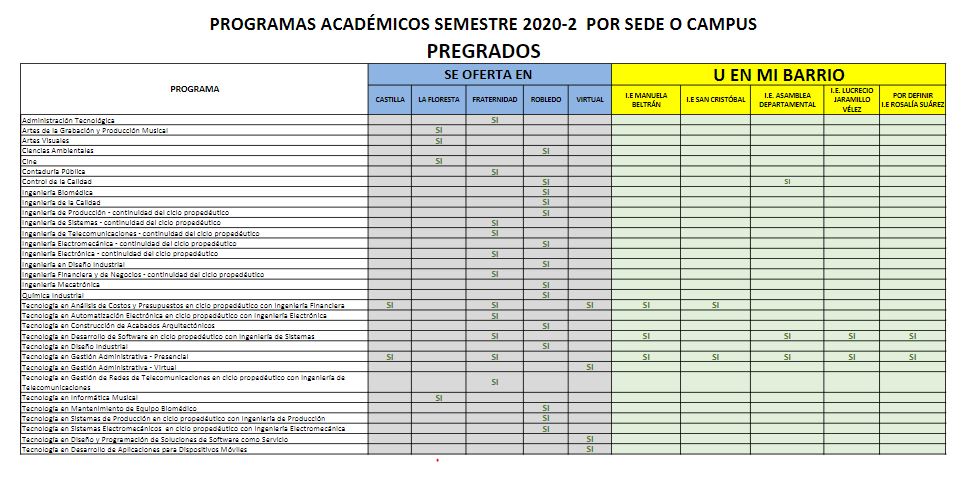 PROGRAMAS ACADÉMICOS SEMESTRE 2020-2 POR SEDE O CAMPUS
PREGRADOS
PROGRAMA SE OFERTA EN U EN MI BARRIO
CASTILLA LA FLORESTA FRATERNIDAD ROBLEDO VIRTUAL I.E MANUELA BELTRÁN I.E SAN CRISTÓBAL I.E. ASAMBLEA DEPARTAMENTAL I.E. LUCRECIO JARAMILLO VÉLEZ POR DEFINIR I.E ROSALÍA SUÁREZ
Administración Tecnológica SI
Artes de la Grabación y Producción Musical SI
Artes Visuales SI
Ciencias Ambientales SI
Cine SI
Contaduría Pública SI
Control de la Calidad SI SI
Ingeniería Biomédica SI
Ingeniería de la Calidad SI
Ingeniería de Producción - continuidad del ciclo propedéutico SI
Ingeniería de Sistemas - continuidad del ciclo propedéutico SI
Ingeniería de Telecomunicaciones - continuidad del ciclo propedéutico SI
Ingeniería Electromecánica - continuidad del ciclo propedéutico SI
Ingeniería Electrónica - continuidad del ciclo propedéutico SI
Ingeniería en Diseño Industrial SI
Ingeniería Financiera y de Negocios - continuidad del ciclo propedéutico SI
Ingeniería Mecatrónica SI
Química Industrial SI
Tecnología en Análisis de Costos y Presupuestos en ciclo propedéutico con Ingeniería Financiera SI SI SI SI SI
Tecnología en Automatización Electrónica en ciclo propedéutico con Ingeniería Electrónica SI
Tecnología en Construcción de Acabados Arquitectónicos SI
Tecnología en Desarrollo de Software en ciclo propedéutico con Ingeniería de Sistemas SI SI SI SI SI
Tecnología en Diseño Industrial SI
Tecnología en Gestión Administrativa - Presencial SI SI SI SI SI SI SI
Tecnología en Gestión Administrativa - Virtual SI
Tecnología en Gestión de Redes de Telecomunicaciones en ciclo propedéutico con Ingeniería de
Telecomunicaciones SI
Tecnología en Informática Musical SI
Tecnología en Mantenimiento de Equipo Biomédico SI
Tecnología en Sistemas de Producción en ciclo propedéutico con Ingeniería de Producción SI
Tecnología en Sistemas Electromecánicos en ciclo propedéutico con Ingeniería Electromecánica SI
Tecnología en Diseño y Programación de Soluciones de Software como Servicio SI
Tecnología en Desarrollo de Aplicaciones para Dispositivos Móviles SI
*